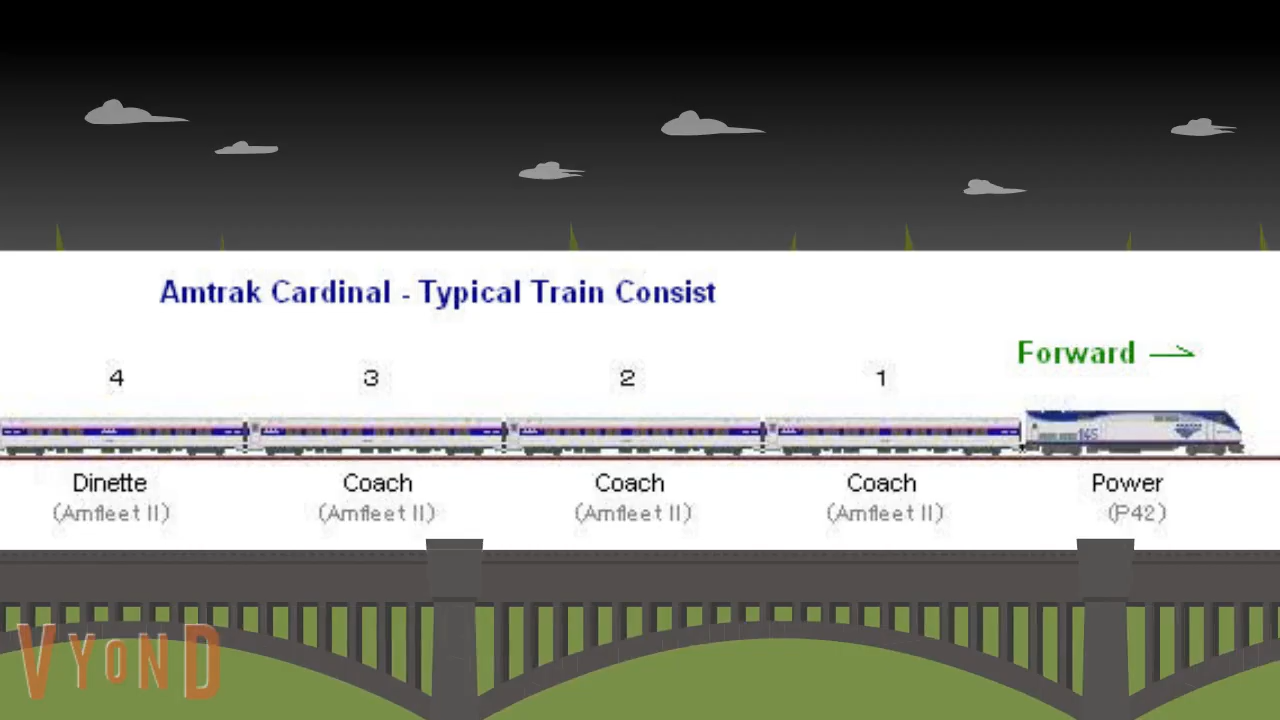 Amtrak Cardinal - Typical Train Consist
Forward
4 3 2 1
145
Dinette Coach Coach Coach Power
(Amfleet II) (Amfleet II) (Amfleet II) (Amfleet II) (P42)
VYOND